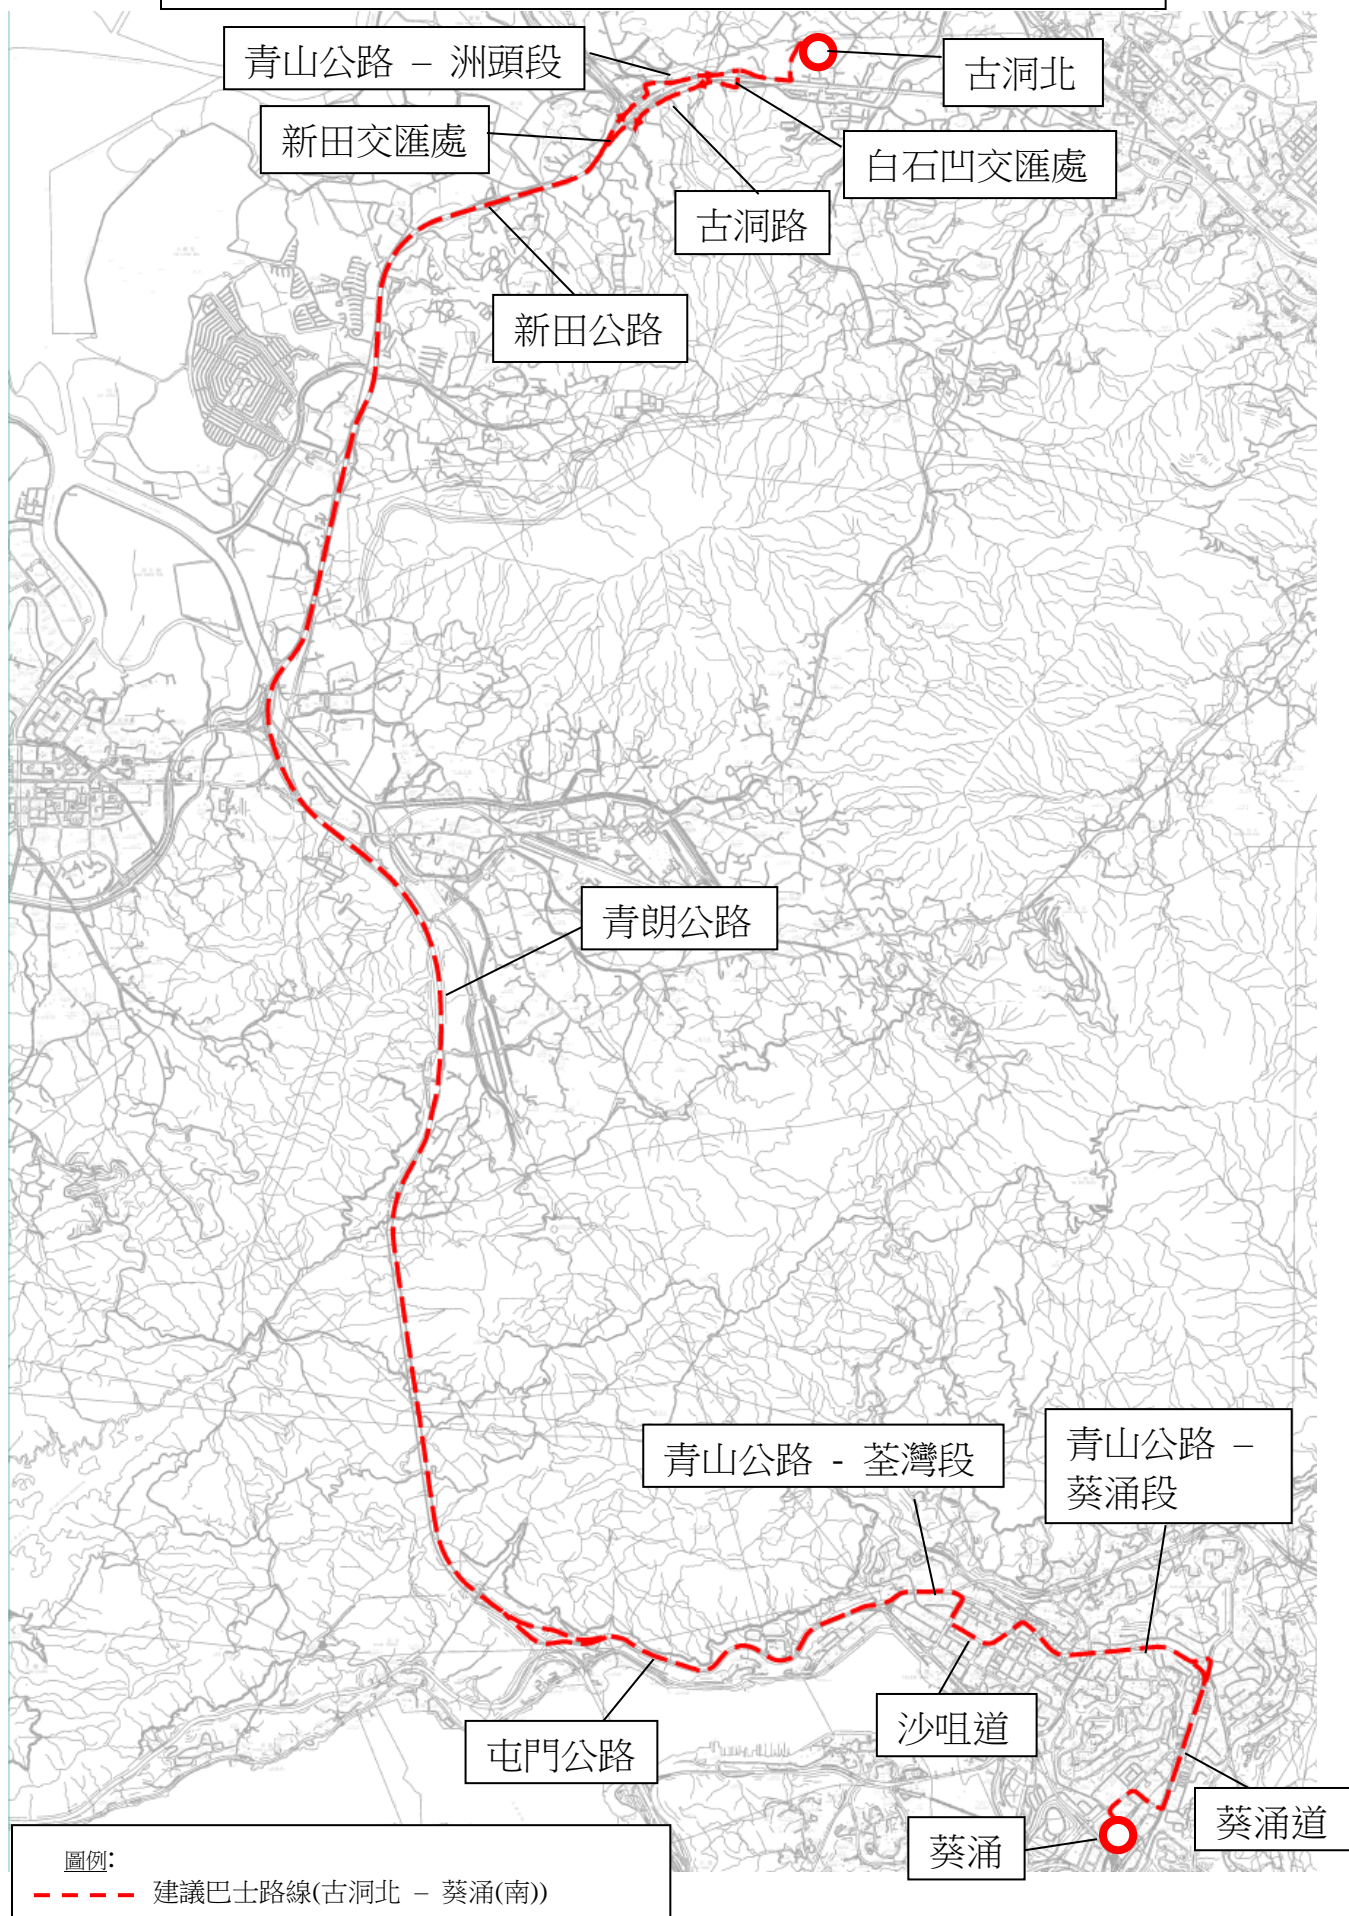 青山公路 – 洲頭段
古洞北
新田交匯處
白石凹交匯處
古洞路
新田公路
青朗公路
青山公路 - 荃灣段
青山公路 –
葵涌段
沙咀道
屯門公路
葵涌道
葵涌
圖例:
建議巴士路線(古洞北 – 葵涌(南))